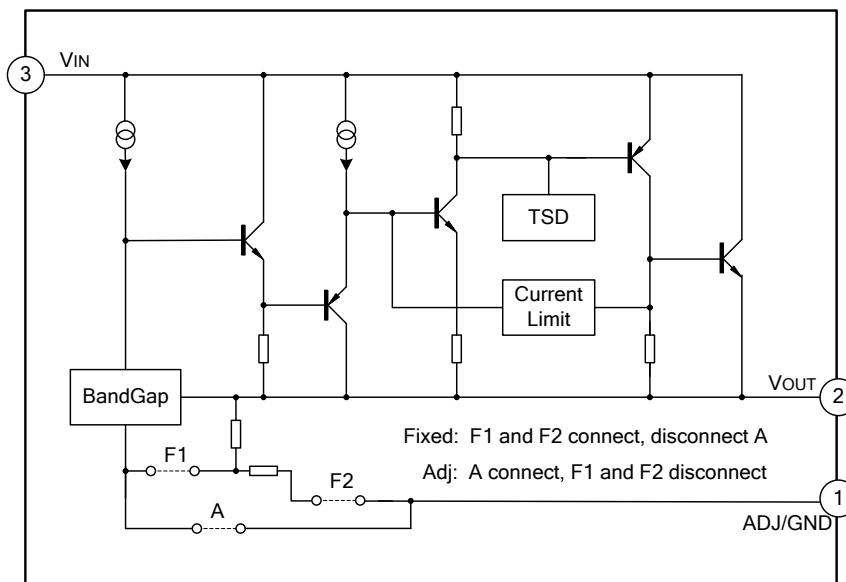 3
VIN
TSD
Current
Limit
BandGap
VOUT
2
Fixed: F1 and F2 connect, disconnect A
Adj: A connect, F1 and F2 disconnect
F1
F2
A
1
ADJ/GND